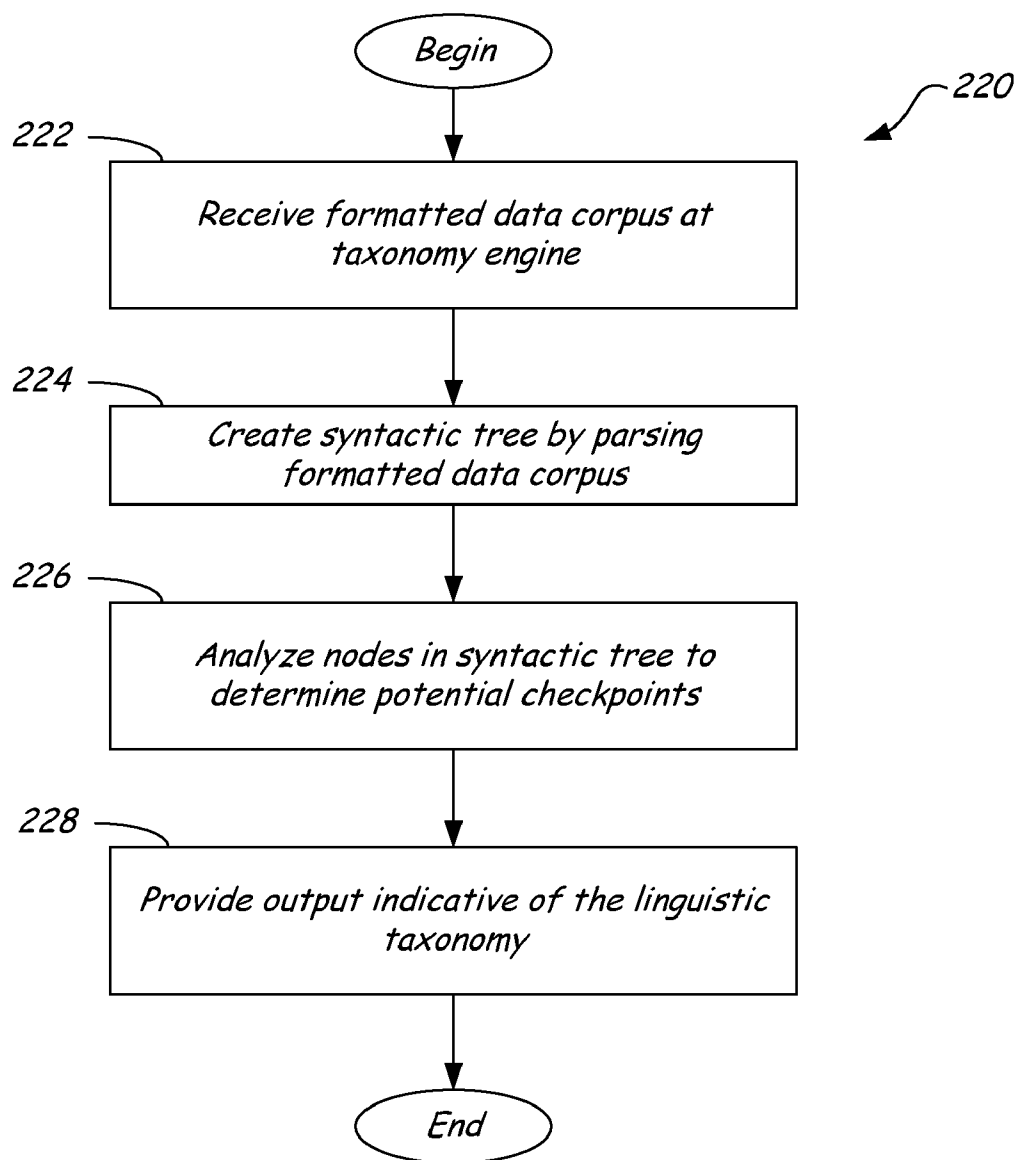 Begin
220
222
Receive formatted data corpus at
taxonomy engine
224
Create syntactic tree by parsing
formatted data corpus
226
Analyze nodes in syntactic tree to
determine potential checkpoints
228
Provide output indicative of the linguistic
taxonomy
End